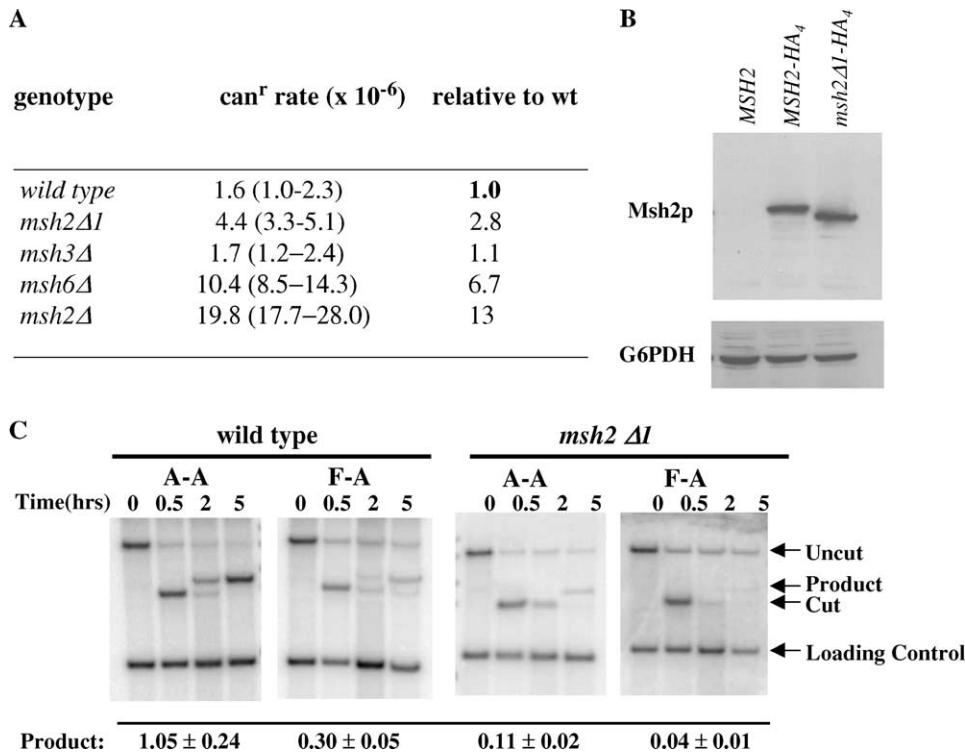 A
genotype can^r rate (x 10^-6) relative to wt
wild type 1.6 (1.0-2.3) 1.0
msh2ΔI 4.4 (3.3-5.1) 2.8
msh3Δ 1.7 (1.2–2.4) 1.1
msh6Δ 10.4 (8.5–14.3) 6.7
msh2Δ 19.8 (17.7–28.0) 13
B
MSH2 MSH2-HA4 msh2ΔI-HA4
Msh2p
G6PDH
C
wild type msh2 ΔI
A-A F-A A-A F-A
Time(hrs) 0 0.5 2 5 0 0.5 2 5 0 0.5 2 5 0 0.5 2 5
Uncut
Product
Cut
Loading Control
Product: 1.05 ± 0.24 0.30 ± 0.05 0.11 ± 0.02 0.04 ± 0.01